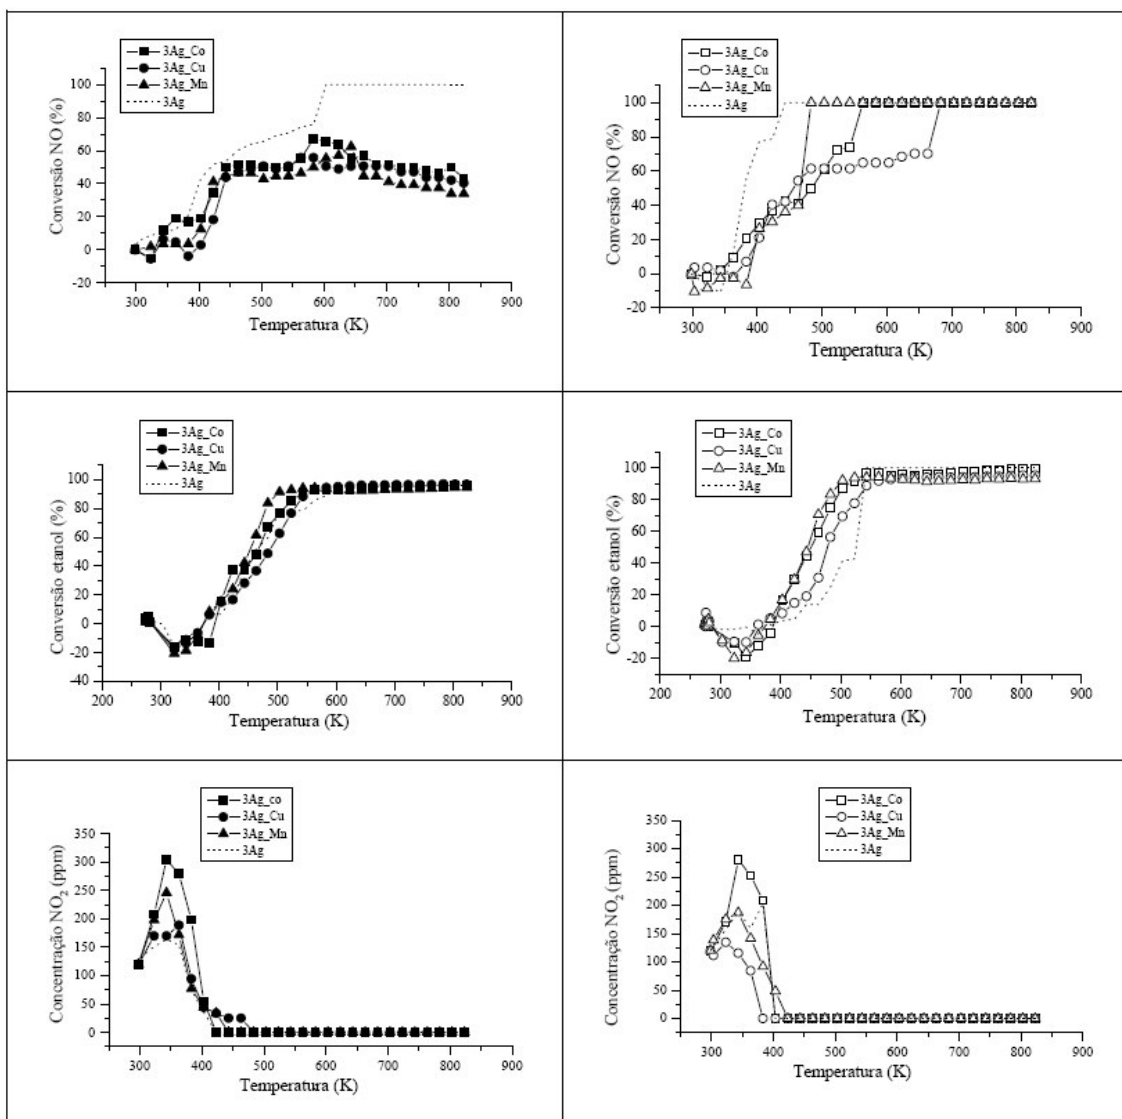 3Ag_Co
3Ag_Cu
3Ag_Mn
3Ag
Conversão NO (%)
100
80
60
40
20
0
-20
300 400 500 600 700 800 900
Temperatura (K)
3Ag_Co
3Ag_Cu
3Ag_Mn
3Ag
Conversão NO (%)
100
80
60
40
20
0
-20
300 400 500 600 700 800 900
Temperatura (K)
3Ag_Co
3Ag_Cu
3Ag_Mn
3Ag
Conversão etanol (%)
100
80
60
40
20
0
-20
-40
200 300 400 500 600 700 800 900
Temperatura (K)
3Ag_Co
3Ag_Cu
3Ag_Mn
3Ag
Conversão etanol (%)
100
80
60
40
20
0
-20
200 300 400 500 600 700 800 900
Temperatura (K)
3Ag_co
3Ag_Cu
3Ag_Mn
3Ag
Concentração NO₂ (ppm)
350
300
250
200
150
100
50
0
300 400 500 600 700 800 900
Temperatura (K)
3Ag_Co
3Ag_Cu
3Ag_Mn
3Ag
Concentração NO₂ (ppm)
350
300
250
200
150
100
50
0
300 400 500 600 700 800 900
Temperatura (K)